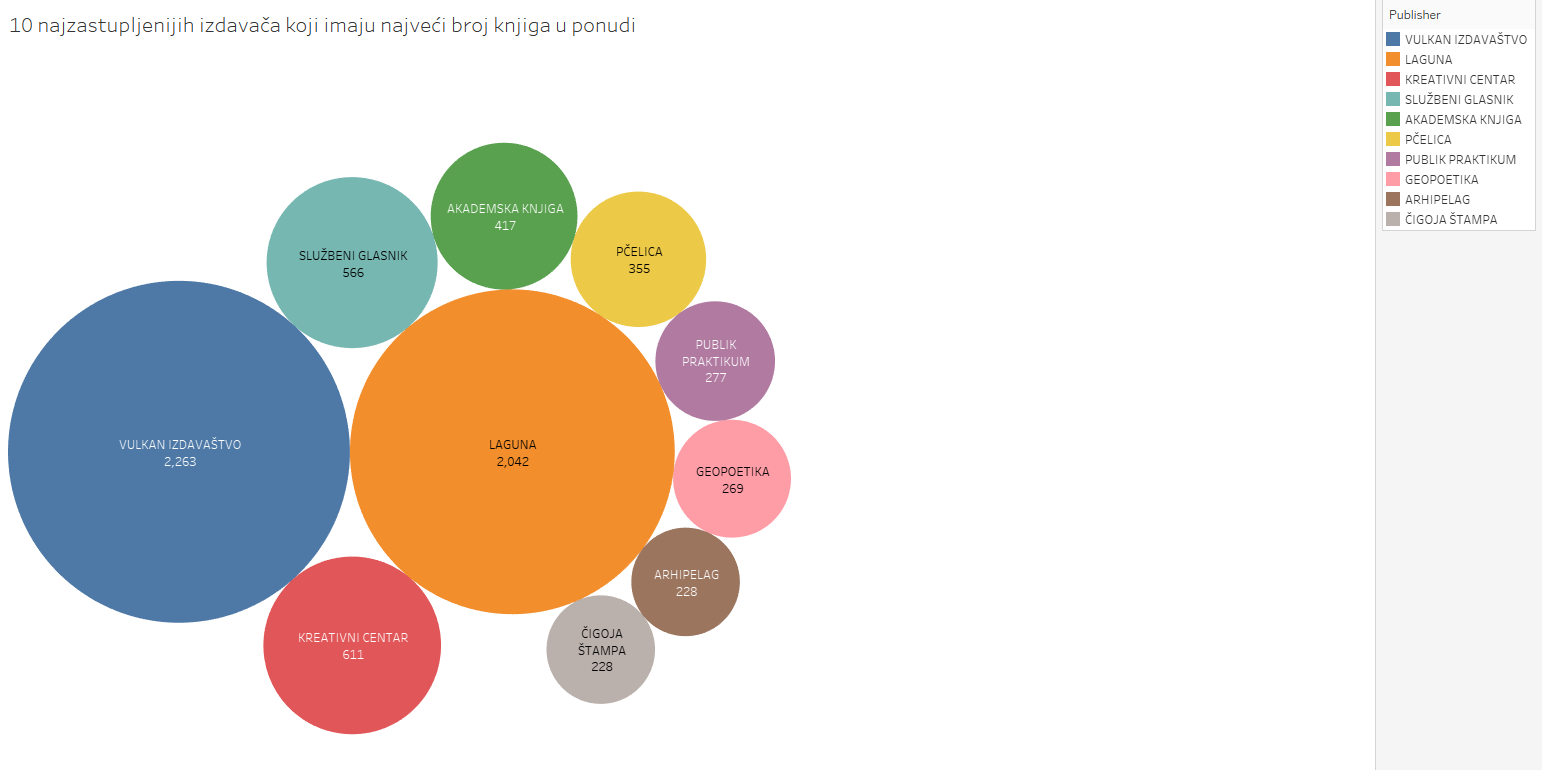 10 najzastupljenijih izdavača koji imaju najveći broj knjiga u ponudi
AKADEMSKA KNJIGA
417
SLUŽBENI GLASNIK
566
PČELICA
355
PUBLIK
PRAKTIKUM
277
VULKAN IZDAVAŠTVO
2,263
LAGUNA
2,042
GEOPOETIKA
269
ARHIPELAG
228
KREATIVNI CENTAR
611
ČIGOJA
ŠTAMPA
228
Publisher
VULKAN IZDAVAŠTVO
LAGUNA
KREATIVNI CENTAR
SLUŽBENI GLASNIK
AKADEMSKA KNJIGA
PČELICA
PUBLIK PRAKTIKUM
GEOPOETIKA
ARHIPELAG
ČIGOJA ŠTAMPA